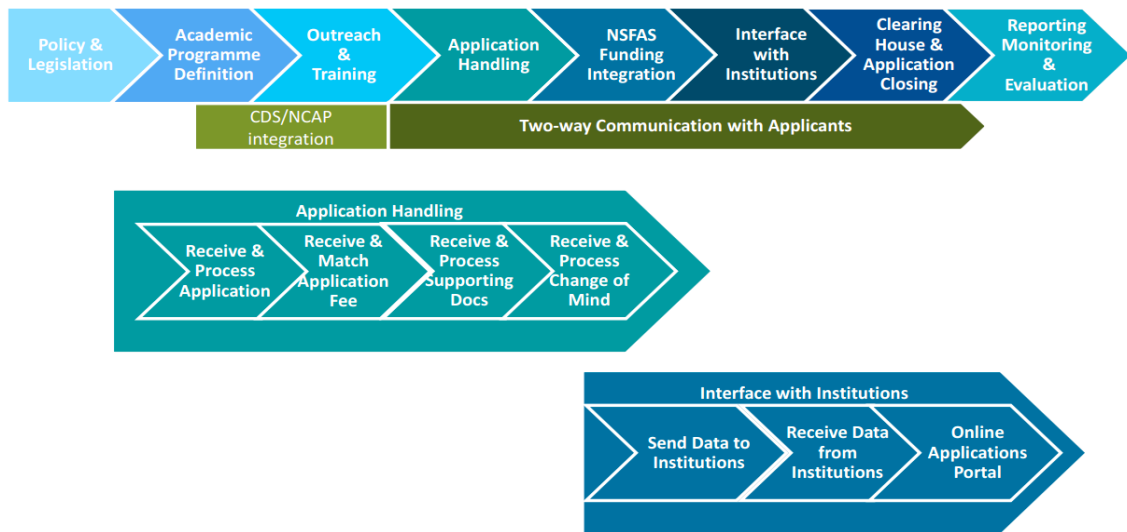 Policy &
Legislation
Academic
Programme
Definition
Outreach
&
Training
Application
Handling
NSFAS
Funding
Integration
Interface
with
Institutions
Clearing
House &
Application
Closing
Reporting
Monitoring
&
Evaluation
CDS/NCAP
integration
Two-way Communication with Applicants
Application Handling
Receive &
Process
Application
Receive &
Match
Application
Fee
Receive &
Process
Supporting
Docs
Receive &
Process
Change of
Mind
Interface with Institutions
Send Data to
Institutions
Receive Data
from
Institutions
Online
Applications
Portal